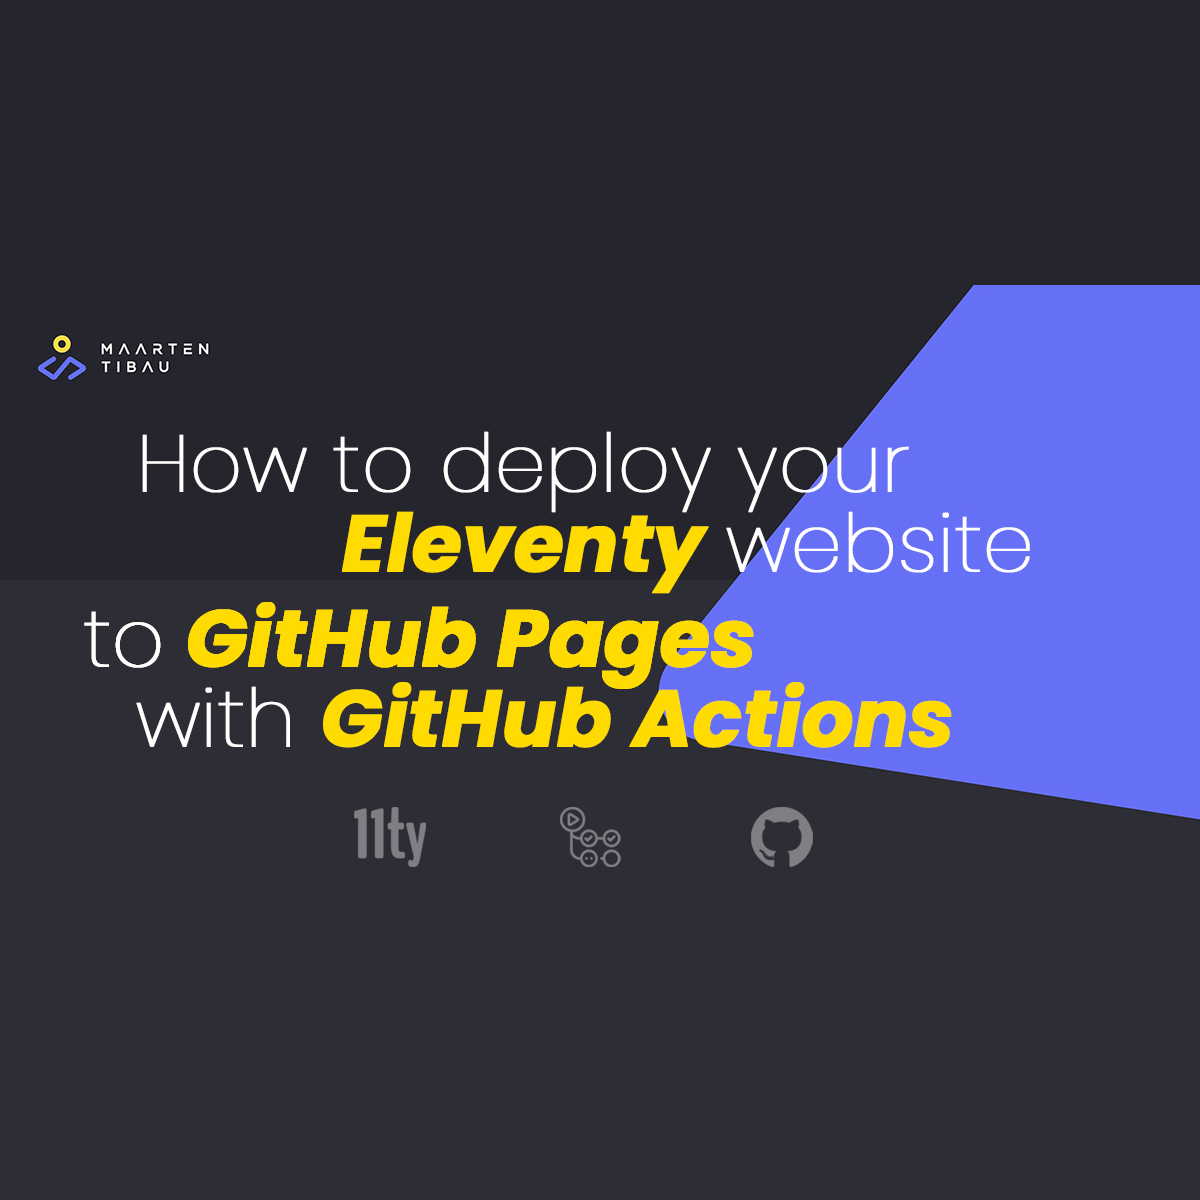 MAARTEN
TIBAU
How to deploy your
Eleventy website
to GitHub Pages
with GitHub Actions
11ty